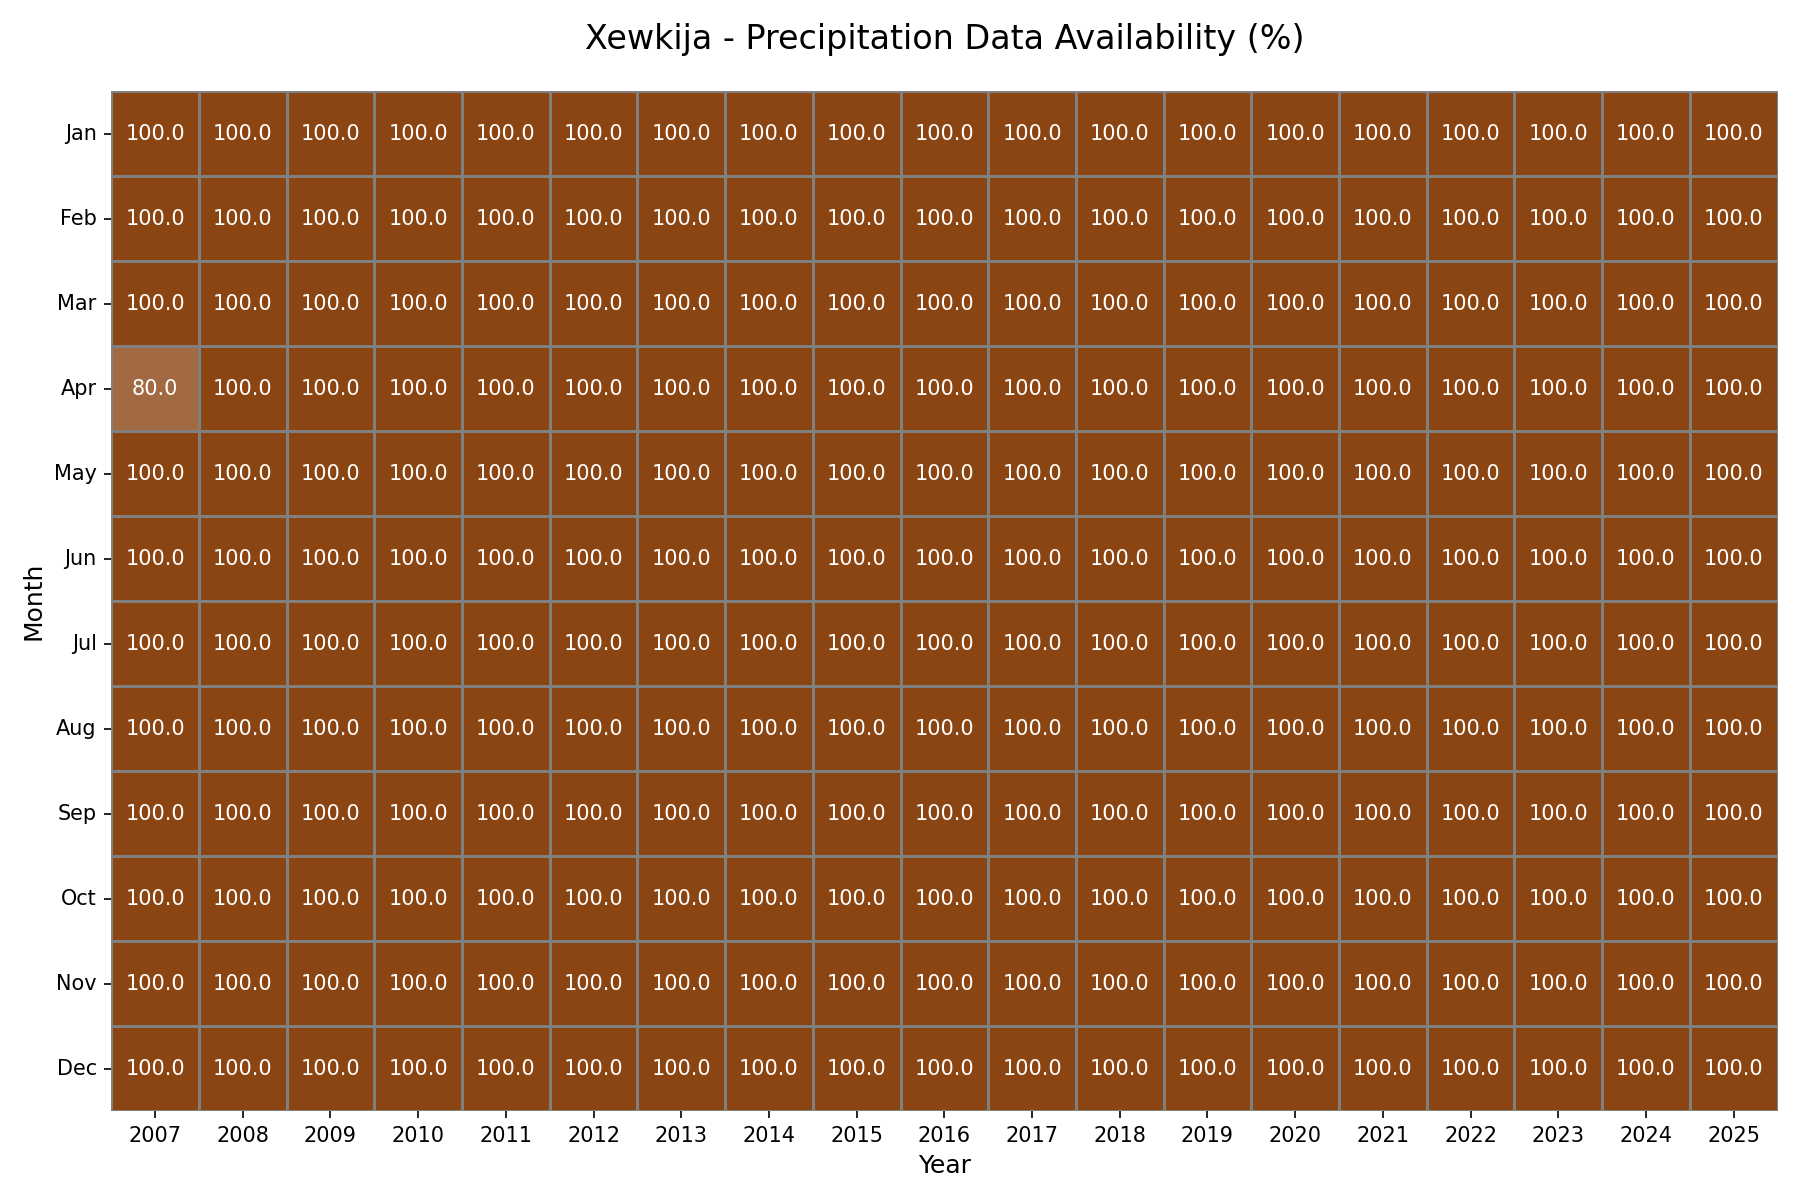 Xewkija - Precipitation Data Availability (%)
Jan 100.0 100.0 100.0 100.0 100.0 100.0 100.0 100.0 100.0 100.0 100.0 100.0 100.0 100.0 100.0 100.0 100.0 100.0 100.0
Feb 100.0 100.0 100.0 100.0 100.0 100.0 100.0 100.0 100.0 100.0 100.0 100.0 100.0 100.0 100.0 100.0 100.0 100.0 100.0
Mar 100.0 100.0 100.0 100.0 100.0 100.0 100.0 100.0 100.0 100.0 100.0 100.0 100.0 100.0 100.0 100.0 100.0 100.0 100.0
Apr 80.0 100.0 100.0 100.0 100.0 100.0 100.0 100.0 100.0 100.0 100.0 100.0 100.0 100.0 100.0 100.0 100.0 100.0 100.0
May 100.0 100.0 100.0 100.0 100.0 100.0 100.0 100.0 100.0 100.0 100.0 100.0 100.0 100.0 100.0 100.0 100.0 100.0 100.0
Jun 100.0 100.0 100.0 100.0 100.0 100.0 100.0 100.0 100.0 100.0 100.0 100.0 100.0 100.0 100.0 100.0 100.0 100.0 100.0
Jul 100.0 100.0 100.0 100.0 100.0 100.0 100.0 100.0 100.0 100.0 100.0 100.0 100.0 100.0 100.0 100.0 100.0 100.0 100.0
Aug 100.0 100.0 100.0 100.0 100.0 100.0 100.0 100.0 100.0 100.0 100.0 100.0 100.0 100.0 100.0 100.0 100.0 100.0 100.0
Sep 100.0 100.0 100.0 100.0 100.0 100.0 100.0 100.0 100.0 100.0 100.0 100.0 100.0 100.0 100.0 100.0 100.0 100.0 100.0
Oct 100.0 100.0 100.0 100.0 100.0 100.0 100.0 100.0 100.0 100.0 100.0 100.0 100.0 100.0 100.0 100.0 100.0 100.0 100.0
Nov 100.0 100.0 100.0 100.0 100.0 100.0 100.0 100.0 100.0 100.0 100.0 100.0 100.0 100.0 100.0 100.0 100.0 100.0 100.0
Dec 100.0 100.0 100.0 100.0 100.0 100.0 100.0 100.0 100.0 100.0 100.0 100.0 100.0 100.0 100.0 100.0 100.0 100.0 100.0
2007 2008 2009 2010 2011 2012 2013 2014 2015 2016 2017 2018 2019 2020 2021 2022 2023 2024 2025
Year
Month